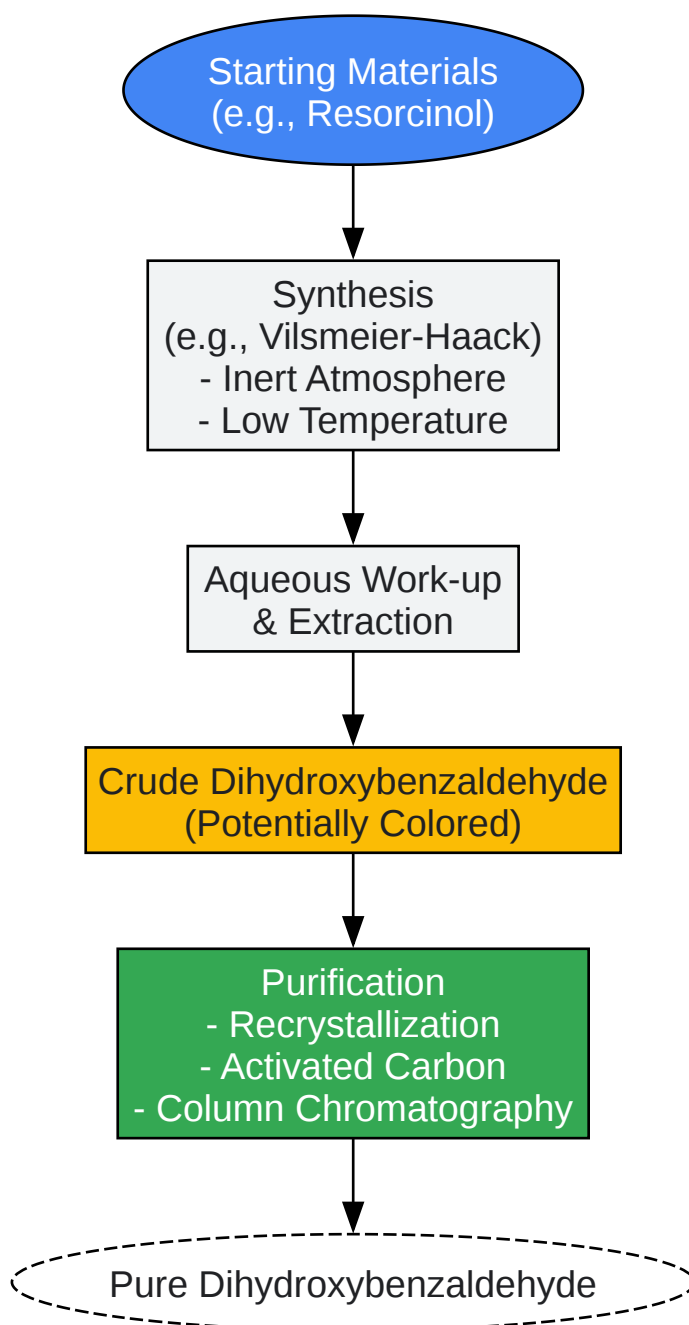 Starting Materials
(e.g., Resorcinol)
Synthesis
(e.g., Vilsmeier-Haack)
- Inert Atmosphere
- Low Temperature
Aqueous Work-up
& Extraction
Crude Dihydroxybenzaldehyde
(Potentially Colored)
Purification
- Recrystallization
- Activated Carbon
- Column Chromatography
Pure Dihydroxybenzaldehyde